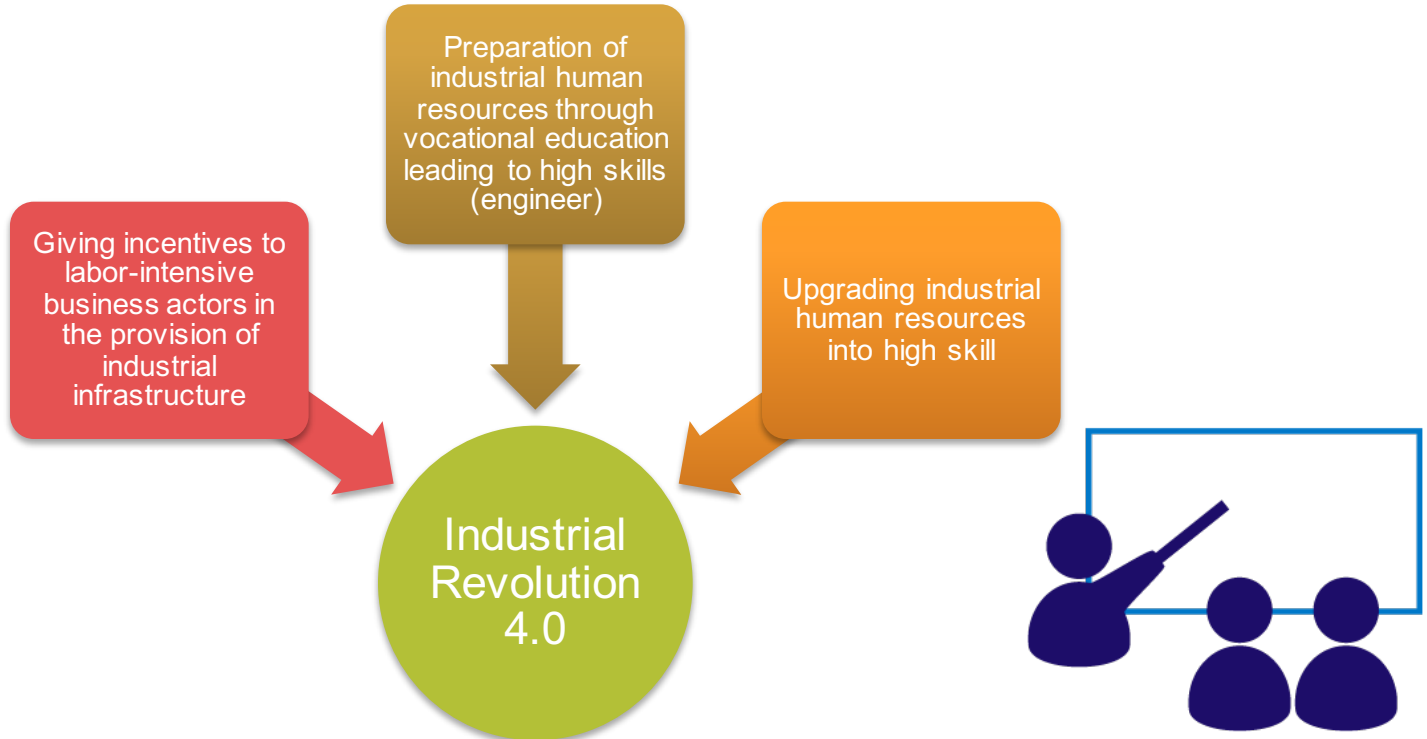 Preparation of
industrial human
resources through
vocational education
leading to high skills
(engineer)
Giving incentives to
labor-intensive
business actors in
the provision of
industrial
infrastructure
Upgrading industrial
human resources
into high skill
Industrial
Revolution
4.0